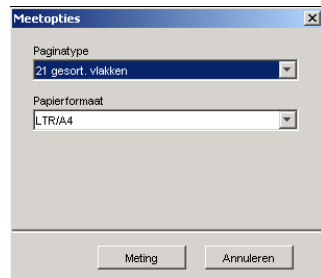 Meetopties
Paginatype
21 gesort. vlakken
Papierformaat
LTR/A4
Meting
Annuleren